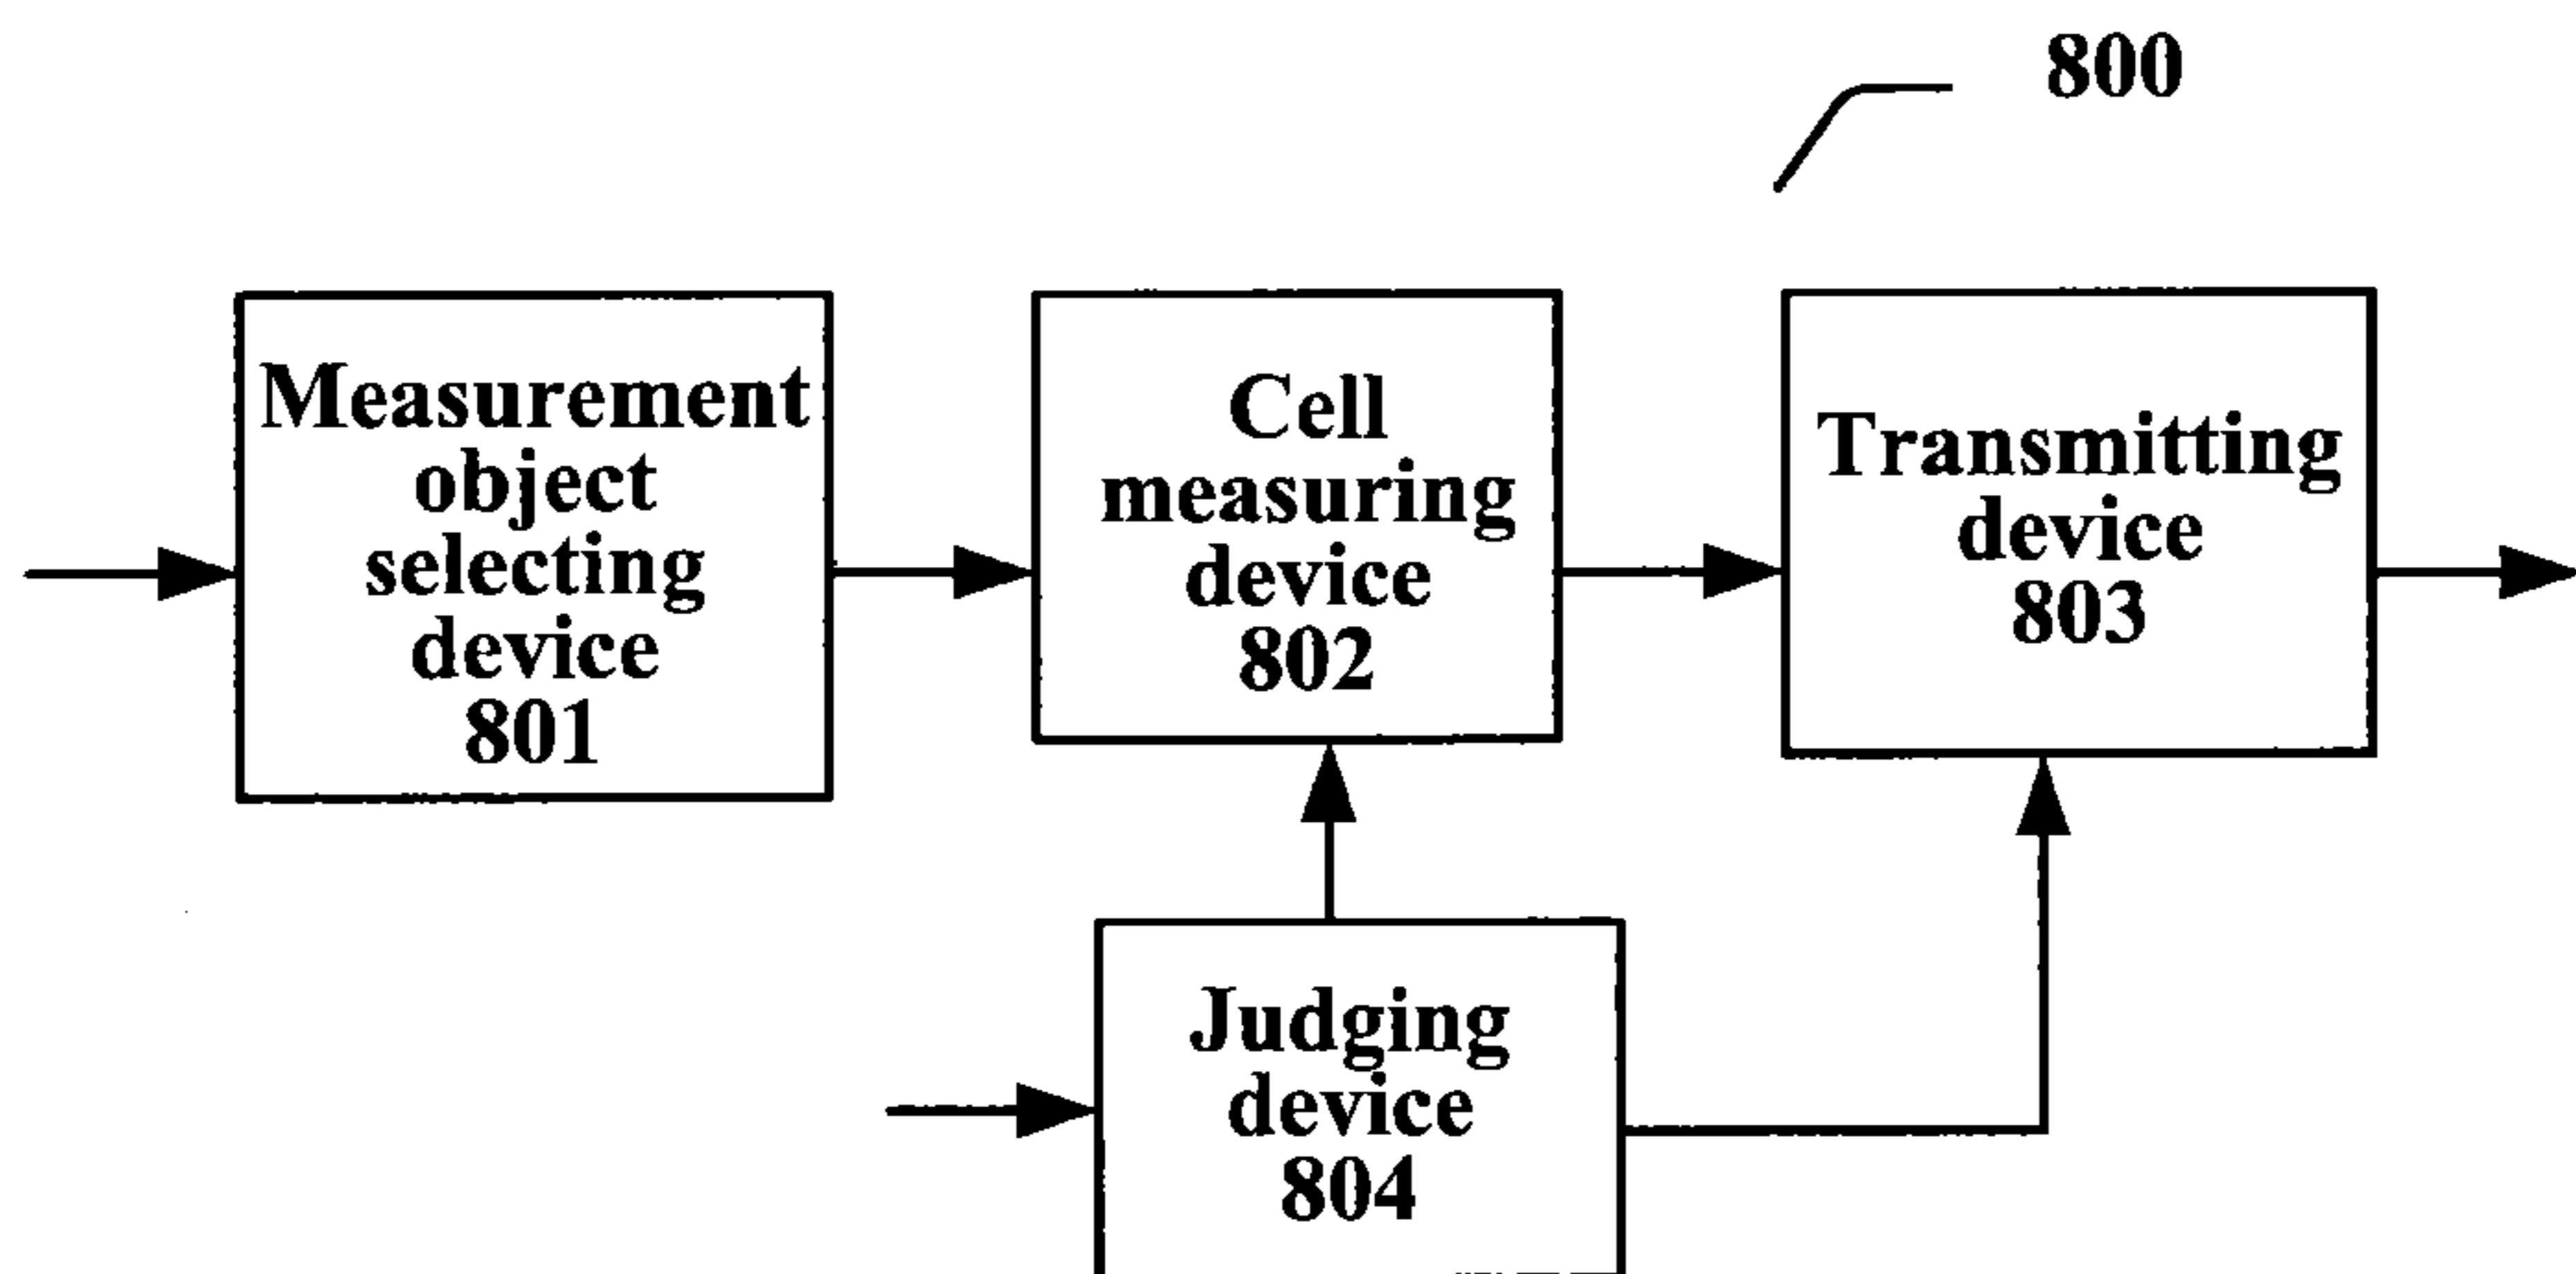 800
Measurement
object
selecting
device
801
Cell
measuring
device
802
Transmitting
device
803
Judging
device
804